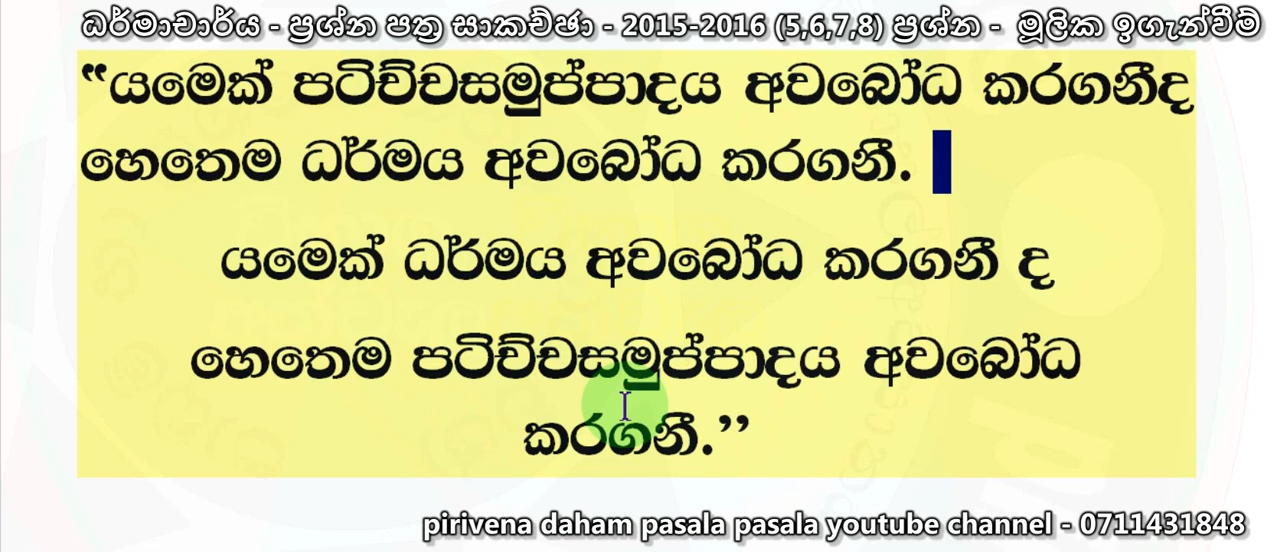 ධර්මාචාර්ය - ප්‍රශ්න පත්‍ර සාකච්ඡා - 2015-2016 (5,6,7,8) ප්‍රශ්න - මූලික ඉගැන්වීම්
“යමෙක් පටිච්චසමුප්පාදය අවබෝධ කරගනීද
හෙතෙම ධර්මය අවබෝධ කරගනී.
යමෙක් ධර්මය අවබෝධ කරගනී ද
හෙතෙම පටිච්චසමුප්පාදය අවබෝධ
කරගනී.’’
pirivena daham pasala pasala youtube channel - 0711431848